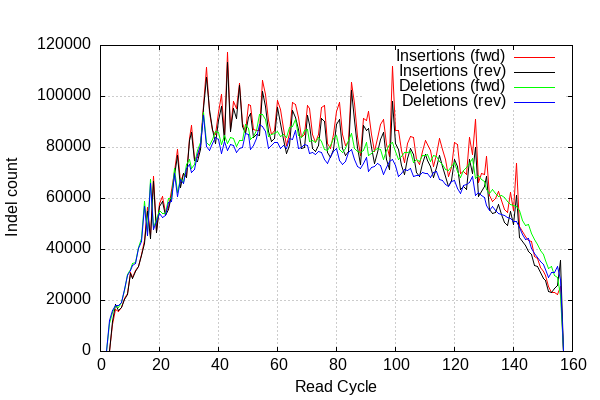 120000
100000
80000
60000
40000
20000
0
Indel count
Insertions (fwd)
Insertions (rev)
Deletions (fwd)
Deletions (rev)
0 20 40 60 80 100 120 140 160
Read Cycle